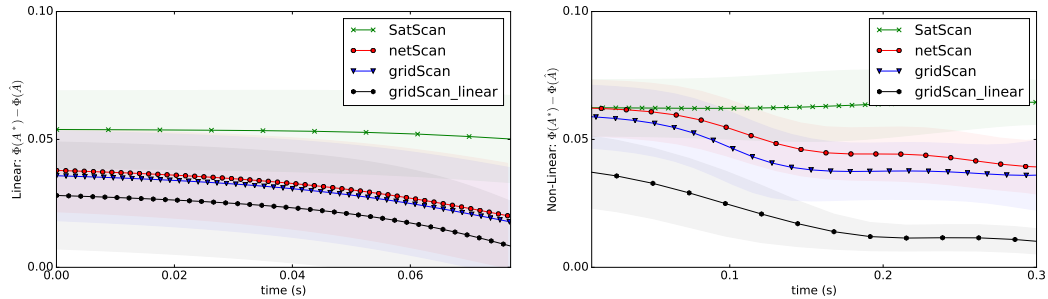 0.10
0.05
0.00
Linear: Φ(A*) − Φ(Â)
SatScan
netScan
gridScan
gridScan_linear
0.00 0.02 0.04 0.06
time (s)
0.10
0.05
0.00
Non-Linear: Φ(A*) − Φ(Â)
SatScan
netScan
gridScan
gridScan_linear
0.1 0.2 0.3
time (s)